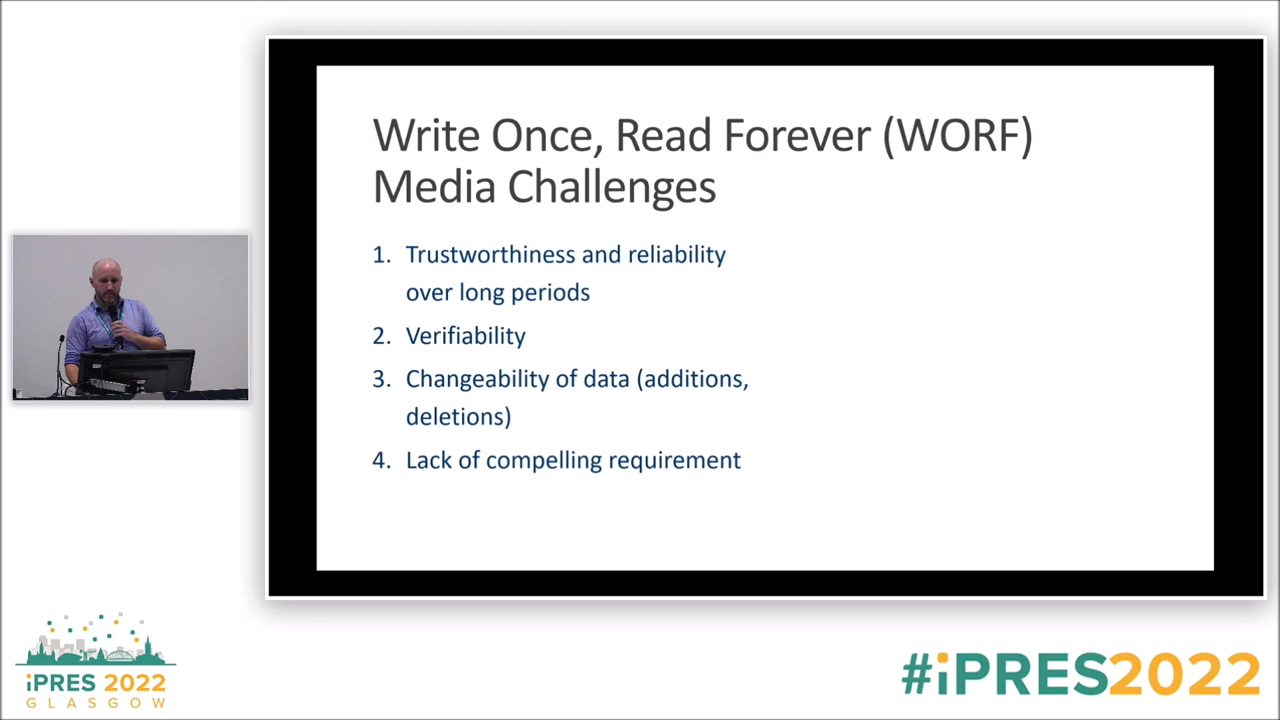 Write Once, Read Forever (WORF)
Media Challenges
1. Trustworthiness and reliability
over long periods
2. Verifiability
3. Changeability of data (additions,
deletions)
4. Lack of compelling requirement
iPRES 2022
GLASGOW
#iPRES2022